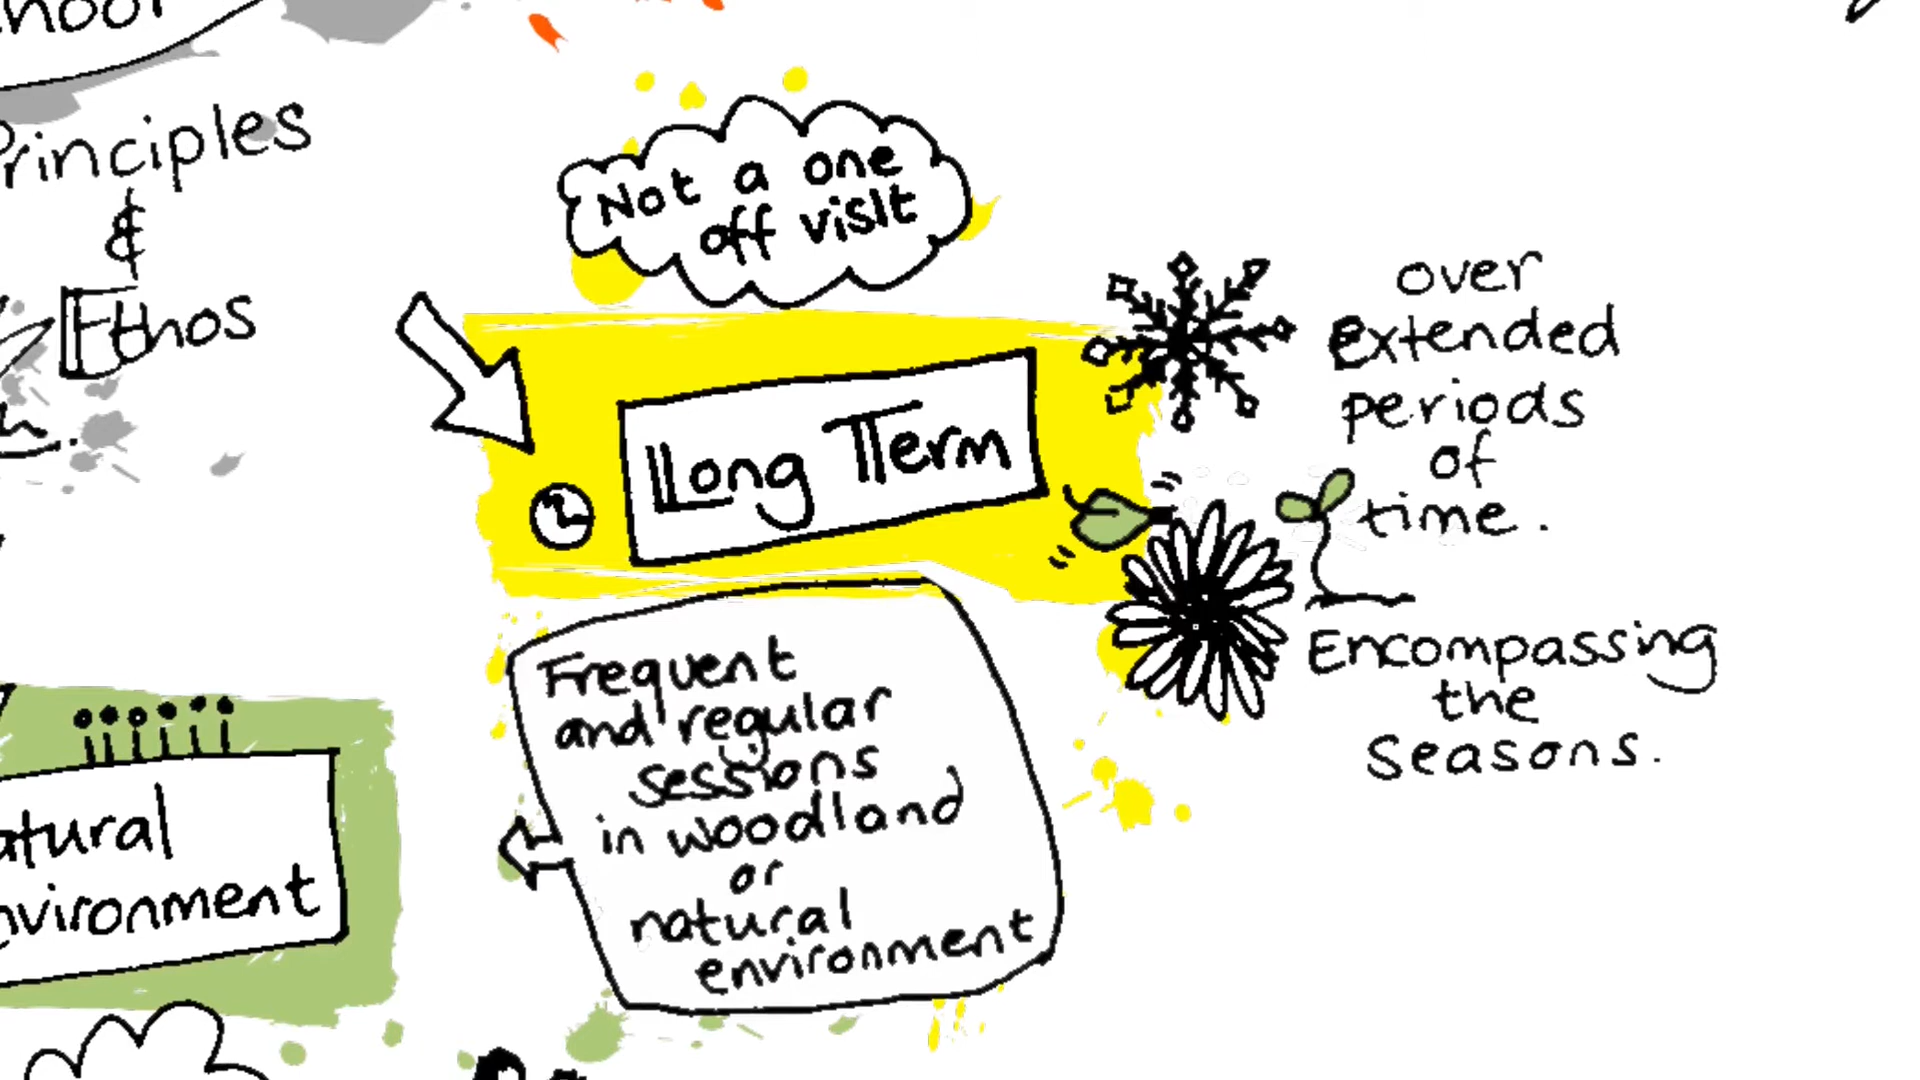 Principles
&
Ethos
Not a one
off visit
2
Long Term
over
extended
periods
of
time.
Encompassing
the
seasons.
Frequent
and regular
sessions
in woodland
or
natural
environment
atural
nvironment